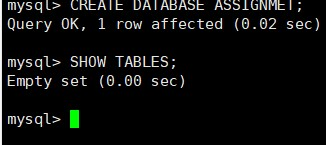 mysql> CREATE DATABASE ASSIGNMET;
Query OK, 1 row affected (0.02 sec)
mysql> SHOW TABLES;
Empty set (0.00 sec)
mysql>